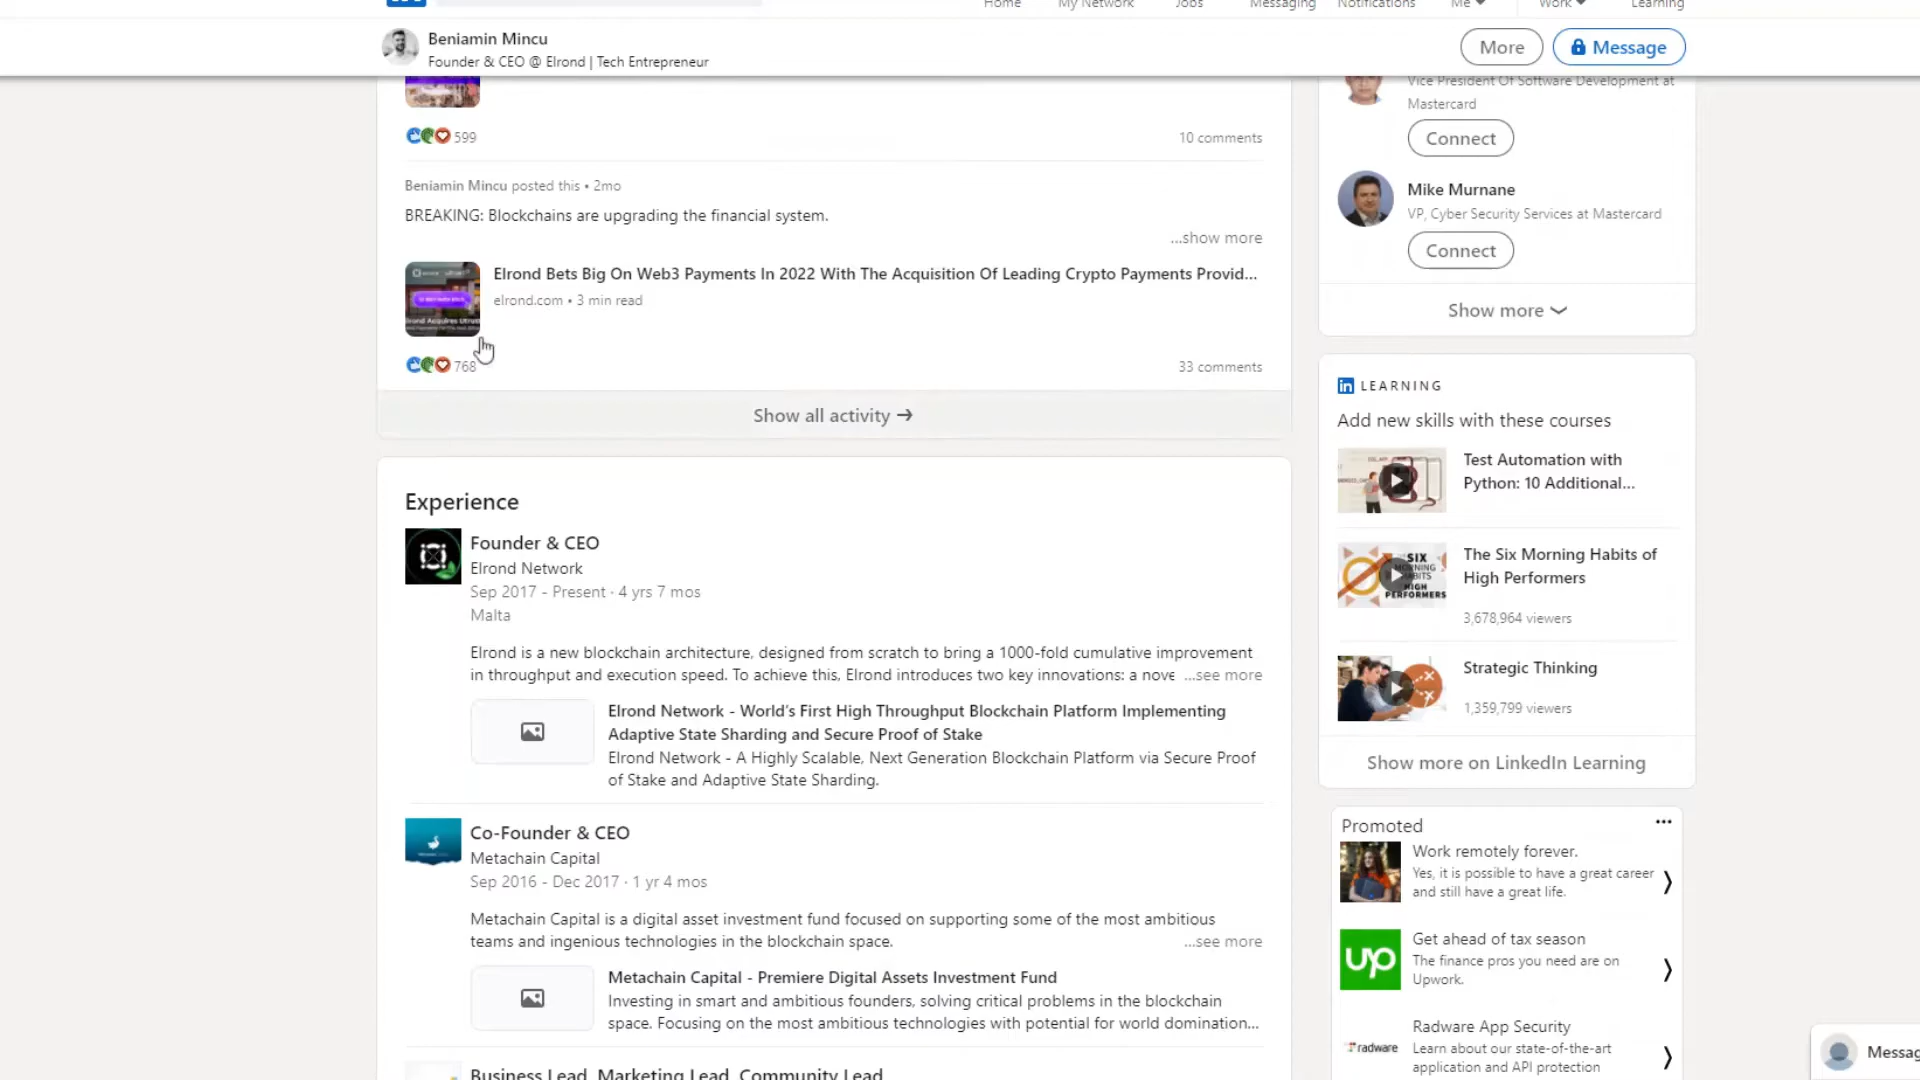 Home
My Network
Jobs
Messaging
Notifications
Me
Work
Learning
Beniamin Mincu
Founder & CEO @ Elrond | Tech Entrepreneur
More
Message
599
10 comments
Beniamin Mincu posted this • 2mo
BREAKING: Blockchains are upgrading the financial system.
...show more
Elrond Bets Big On Web3 Payments In 2022 With The Acquisition Of Leading Crypto Payments Provid...
elrond.com • 3 min read
768
33 comments
Show all activity →
Experience
Founder & CEO
Elrond Network
Sep 2017 - Present · 4 yrs 7 mos
Malta
Elrond is a new blockchain architecture, designed from scratch to bring a 1000-fold cumulative improvement
in throughput and execution speed. To achieve this, Elrond introduces two key innovations: a nove ...see more
Elrond Network - World's First High Throughput Blockchain Platform Implementing
Adaptive State Sharding and Secure Proof of Stake
Elrond Network - A Highly Scalable, Next Generation Blockchain Platform via Secure Proof
of Stake and Adaptive State Sharding.
Co-Founder & CEO
Metachain Capital
Sep 2016 - Dec 2017 · 1 yr 4 mos
Metachain Capital is a digital asset investment fund focused on supporting some of the most ambitious
teams and ingenious technologies in the blockchain space. ...see more
Metachain Capital - Premiere Digital Assets Investment Fund
Investing in smart and ambitious founders, solving critical problems in the blockchain
space. Focusing on the most ambitious technologies with potential for world domination...
Business Lead, Marketing Lead, Community Lead
Vice President Of Software Development at
Mastercard
Connect
Mike Murnane
VP, Cyber Security Services at Mastercard
Connect
Show more
in LEARNING
Add new skills with these courses
Test Automation with
Python: 10 Additional...
SIX
MORNING
HABITS
HIGH
PERFORMERS
The Six Morning Habits of
High Performers
3,678,964 viewers
Strategic Thinking
1,359,799 viewers
Show more on LinkedIn Learning
Promoted
Work remotely forever.
Yes, it is possible to have a great career
and still have a great life.
up
Get ahead of tax season
The finance pros you need are on
Upwork.
radware
Radware App Security
Learn about our state-of-the-art
application and API protection
Messag